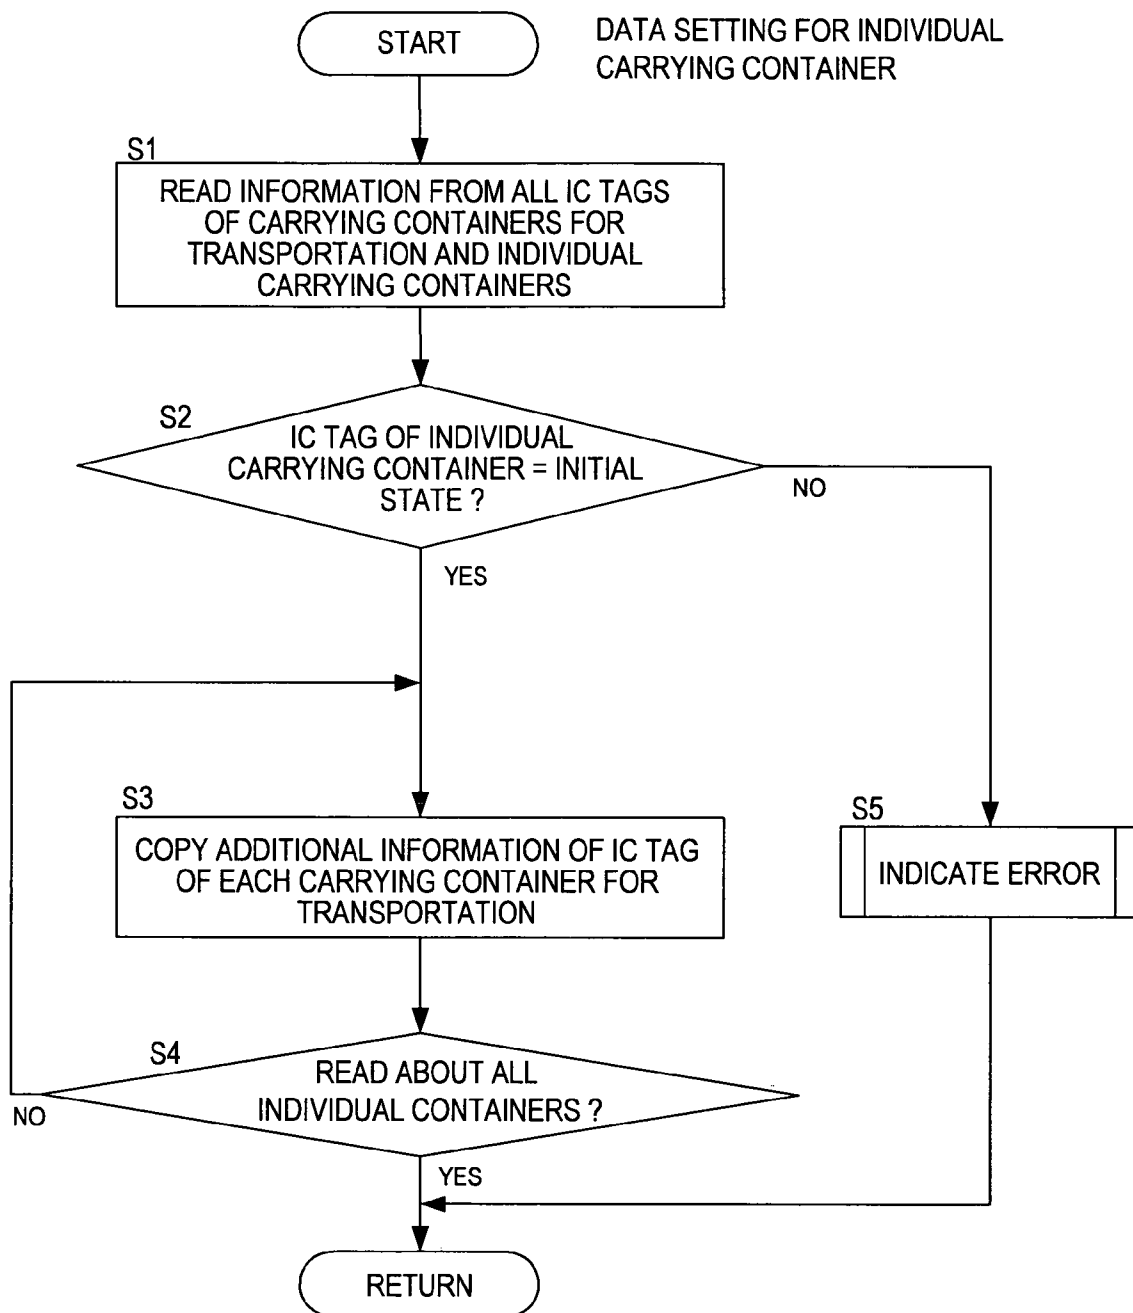 START
DATA SETTING FOR INDIVIDUAL
CARRYING CONTAINER
S1
READ INFORMATION FROM ALL IC TAGS
OF CARRYING CONTAINERS FOR
TRANSPORTATION AND INDIVIDUAL
CARRYING CONTAINERS
S2
IC TAG OF INDIVIDUAL
CARRYING CONTAINER = INITIAL
STATE ?
NO
YES
S3
COPY ADDITIONAL INFORMATION OF IC TAG
OF EACH CARRYING CONTAINER FOR
TRANSPORTATION
S5
INDICATE ERROR
S4
READ ABOUT ALL
INDIVIDUAL CONTAINERS ?
NO
YES
RETURN